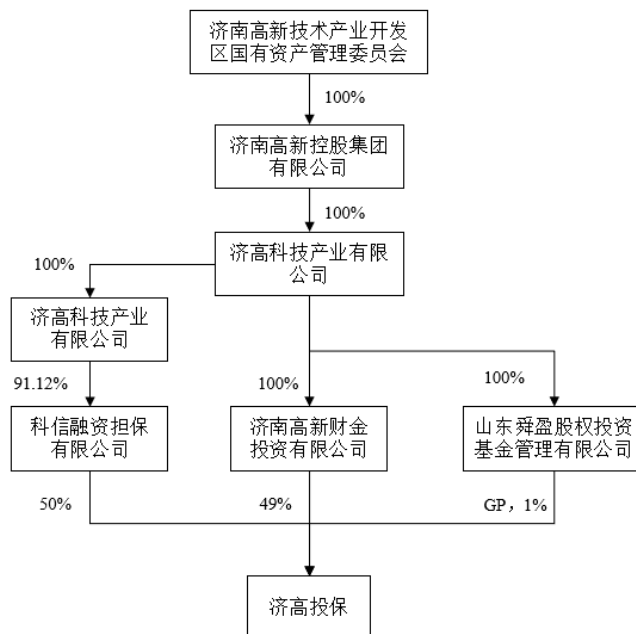 济南高新技术产业开发
区国有资产管理委员会
100%
济南高新控股集团
有限公司
100%
济高科技产业有限
公司
100%
济高科技产业
有限公司
91.12%
100%
100%
科信融资担保
有限公司
济南高新财金
投资有限公司
山东舜盈股权投资
基金管理有限公司
50%
49%
GP，1%
济高投保